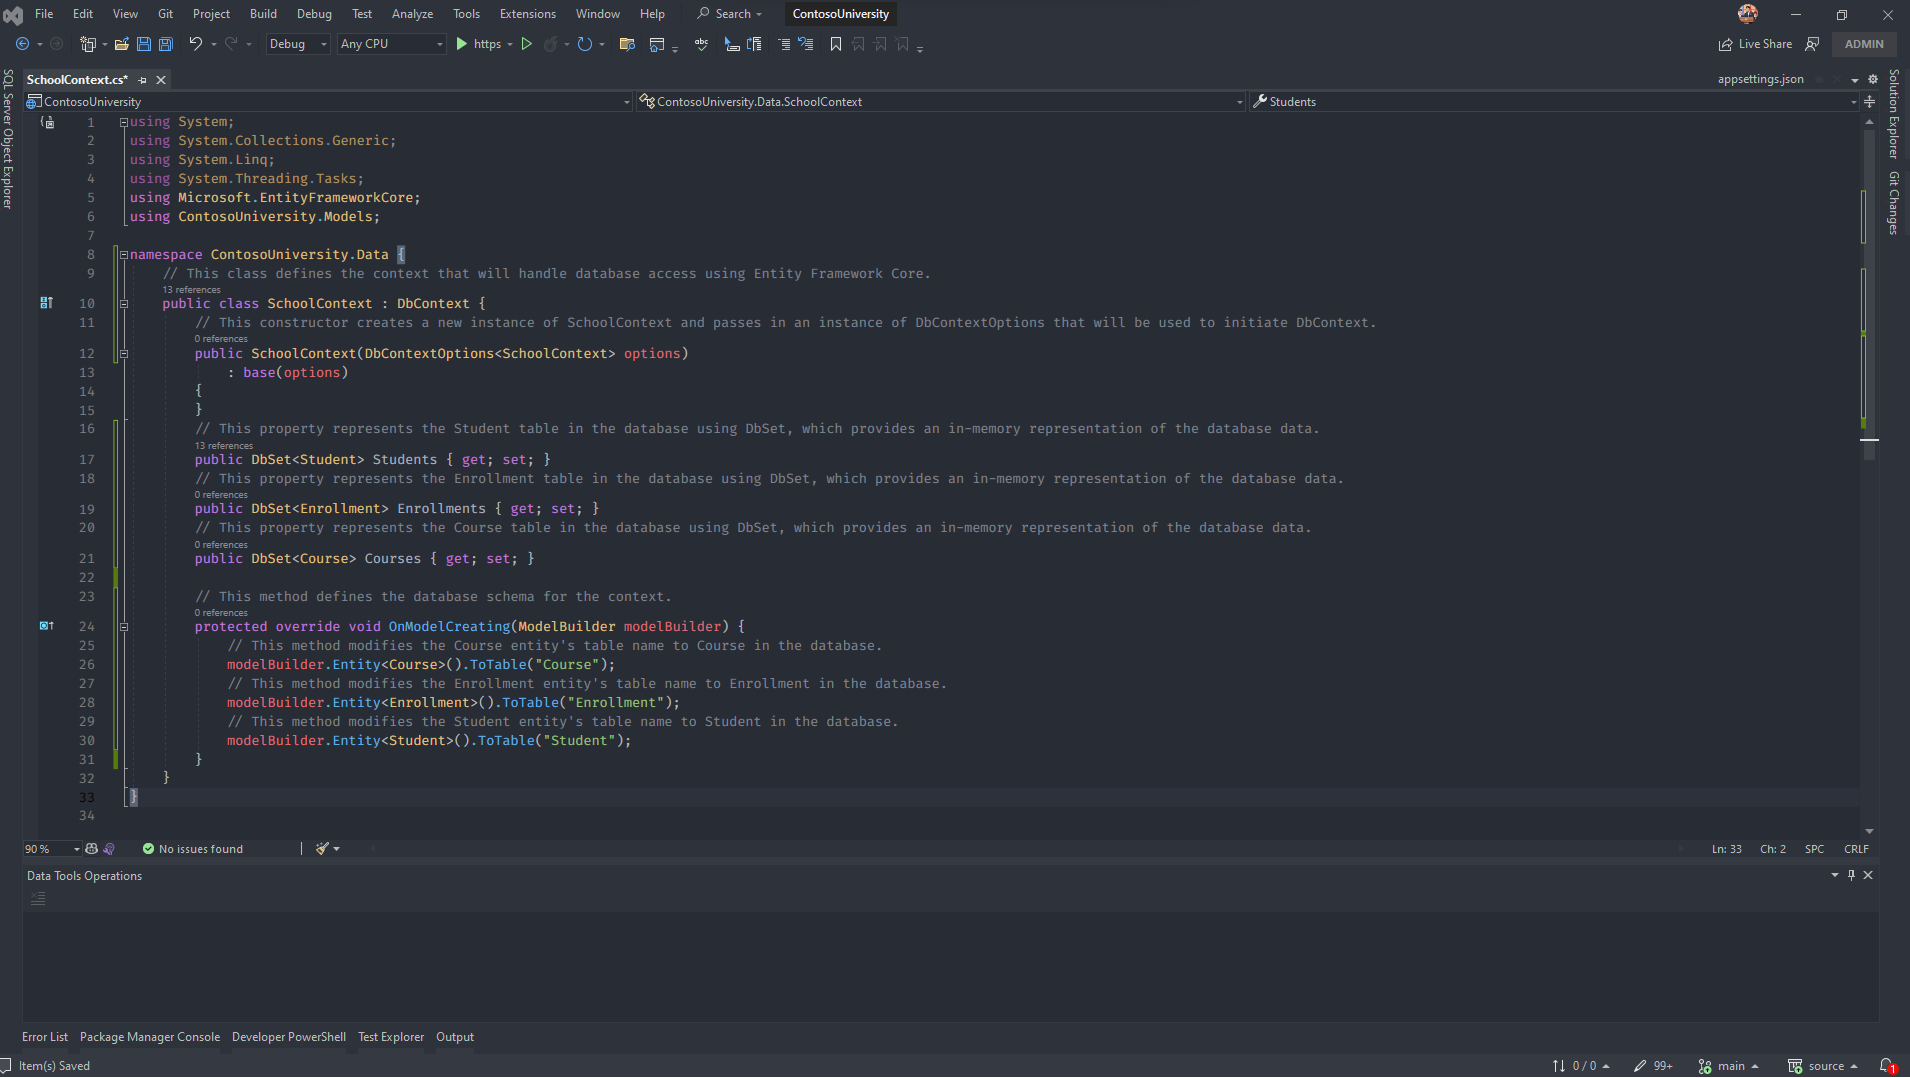 File Edit View Git Project Build Debug Test Analyze Tools Extensions Window Help Search ContosoUniversity
Debug Any CPU https Live Share ADMIN
SchoolContext.cs* appsettings.json
ContosoUniversity ContosoUniversity.Data.SchoolContext Students
SQL Server Object Explorer
Solution Explorer
Git Changes
1 using System;
2 using System.Collections.Generic;
3 using System.Linq;
4 using System.Threading.Tasks;
5 using Microsoft.EntityFrameworkCore;
6 using ContosoUniversity.Models;
7
8 namespace ContosoUniversity.Data {
9 // This class defines the context that will handle database access using Entity Framework Core.
13 references
10 public class SchoolContext : DbContext {
11 // This constructor creates a new instance of SchoolContext and passes in an instance of DbContextOptions that will be used to initiate DbContext.
0 references
12 public SchoolContext(DbContextOptions<SchoolContext> options)
13 : base(options)
14 {
15 }
16 // This property represents the Student table in the database using DbSet, which provides an in-memory representation of the database data.
13 references
17 public DbSet<Student> Students { get; set; }
18 // This property represents the Enrollment table in the database using DbSet, which provides an in-memory representation of the database data.
0 references
19 public DbSet<Enrollment> Enrollments { get; set; }
20 // This property represents the Course table in the database using DbSet, which provides an in-memory representation of the database data.
0 references
21 public DbSet<Course> Courses { get; set; }
22
23 // This method defines the database schema for the context.
0 references
24 protected override void OnModelCreating(ModelBuilder modelBuilder) {
25 // This method modifies the Course entity's table name to Course in the database.
26 modelBuilder.Entity<Course>().ToTable("Course");
27 // This method modifies the Enrollment entity's table name to Enrollment in the database.
28 modelBuilder.Entity<Enrollment>().ToTable("Enrollment");
29 // This method modifies the Student entity's table name to Student in the database.
30 modelBuilder.Entity<Student>().ToTable("Student");
31 }
32 }
33 }
34
90 % No issues found Ln: 33 Ch: 2 SPC CRLF
Data Tools Operations
Error List Package Manager Console Developer PowerShell Test Explorer Output
Item(s) Saved 0 / 0 99+ main source 1